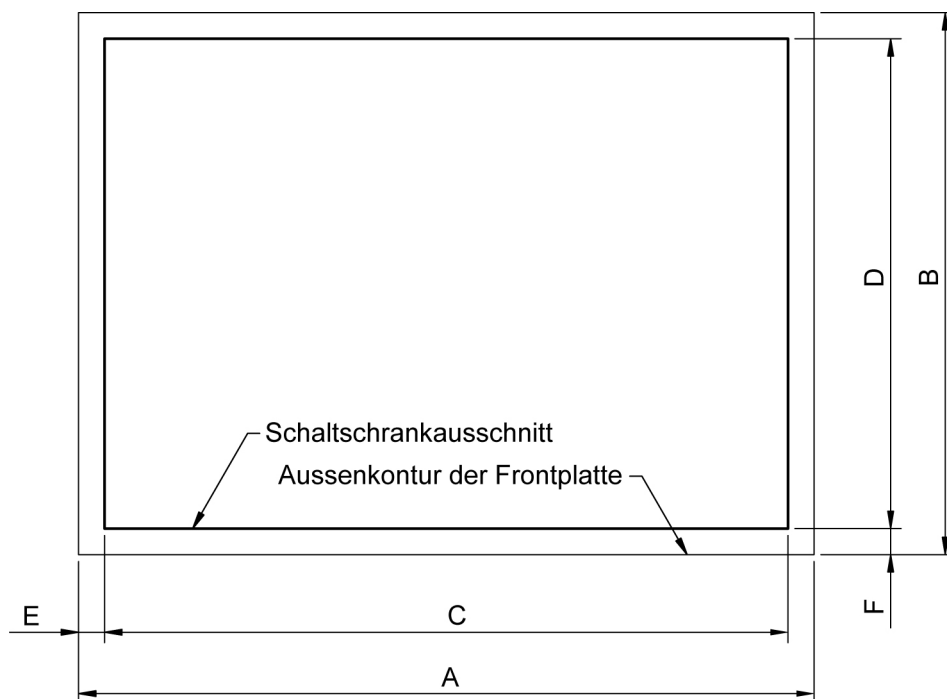 D
B
Schaltschrankausschnitt
Aussenkontur der Frontplatte
F
E
C
A